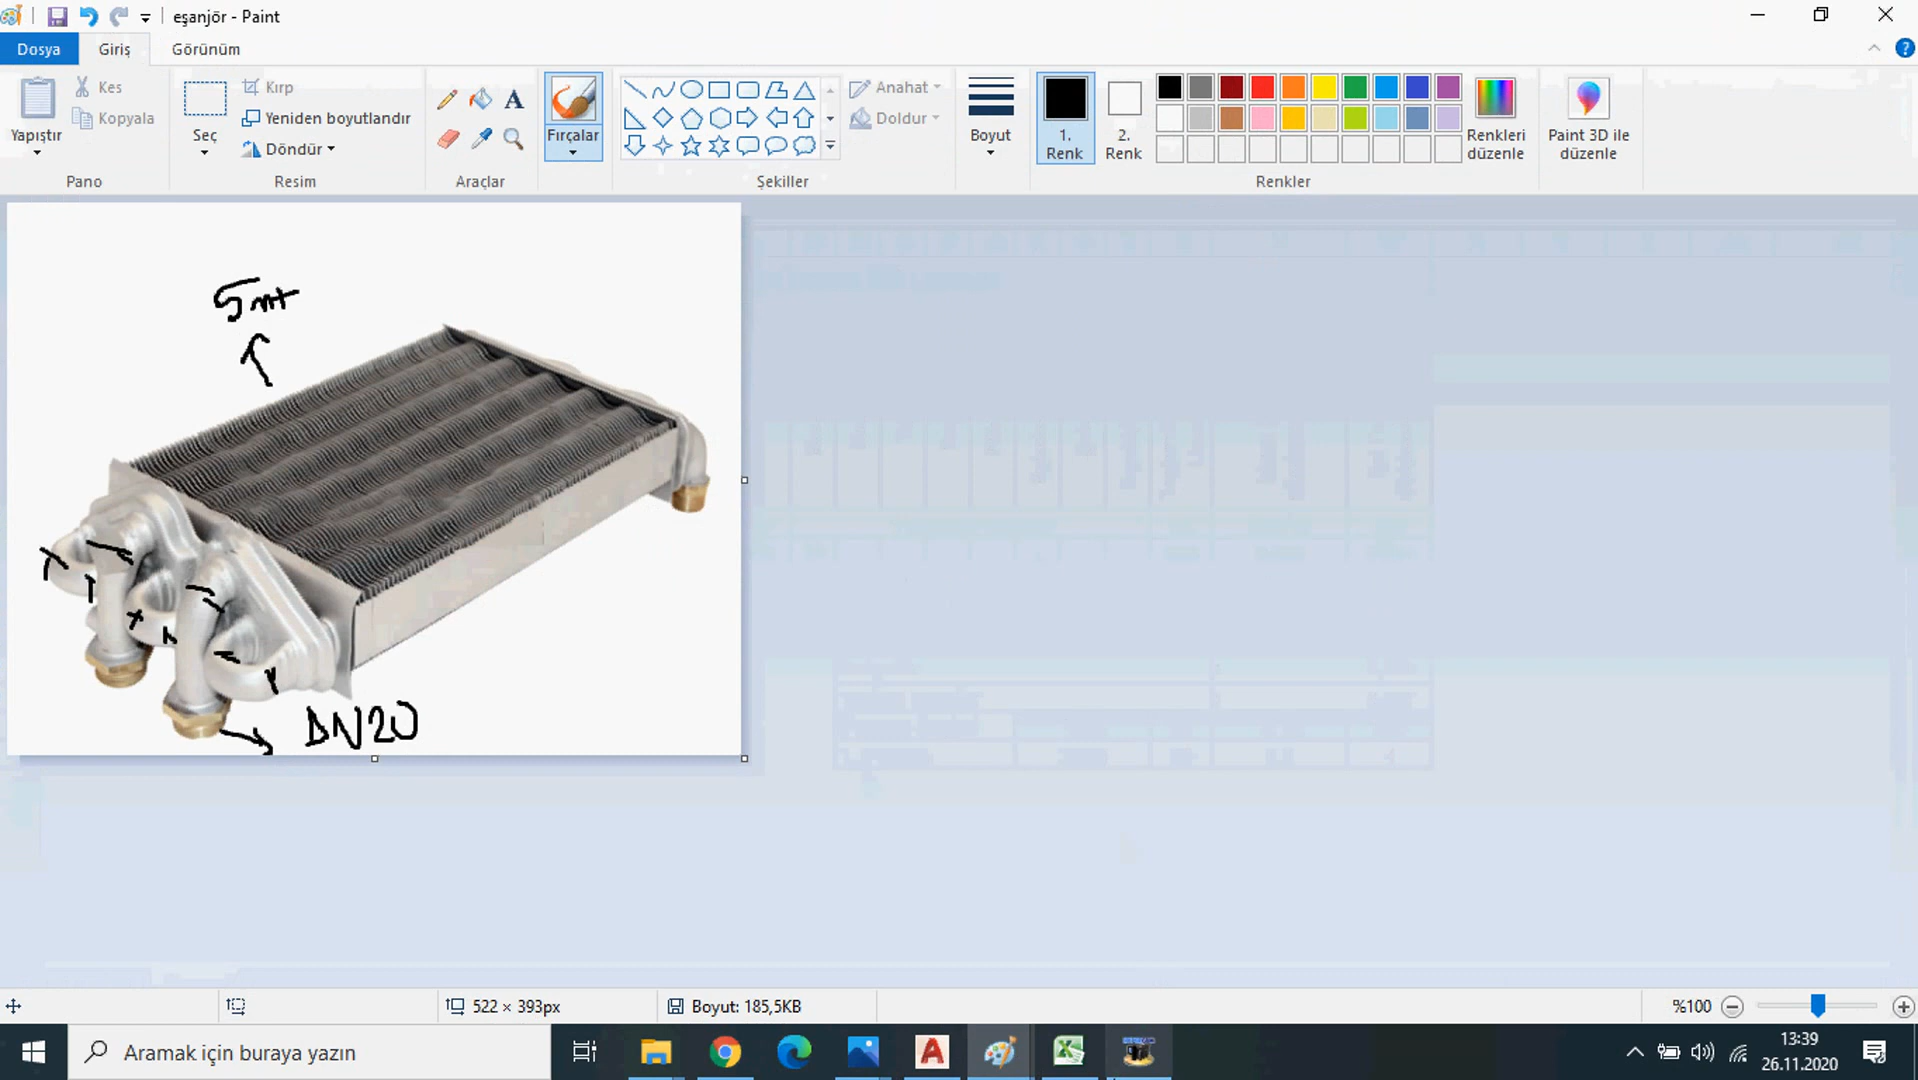 eşanjör - Paint
Dosya Giriş Görünüm
Yapıştır
Kes
Kopyala
Pano
Seç
Kırp
Yeniden boyutlandır
Döndür
Resim
Araçlar
Fırçalar
Şekiller
Anahat
Doldur
Boyut
1. Renk
2. Renk
Renkleri düzenle
Renkler
Paint 3D ile düzenle
5mt
DN20
522 × 393px
Boyut: 185,5KB
%100
Aramak için buraya yazın
13:39
26.11.2020